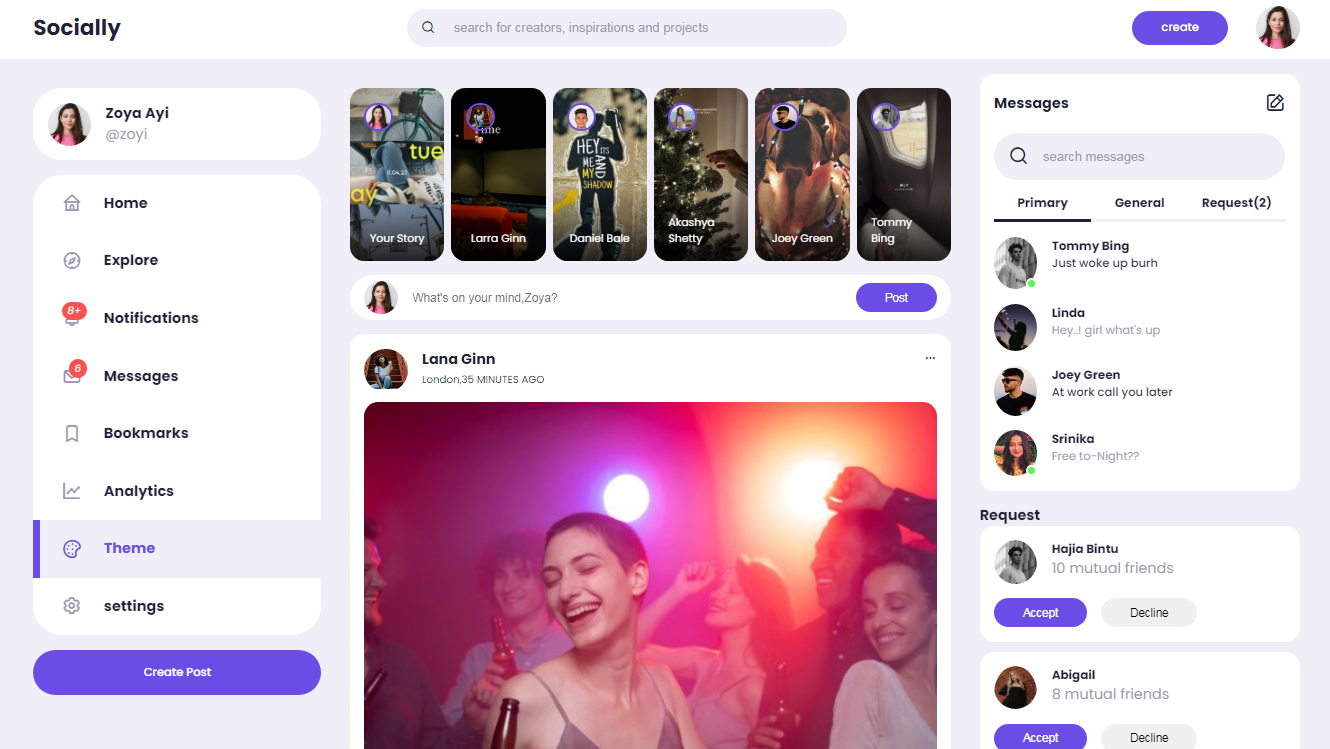 Socially
search for creators, inspirations and projects
create
Zoya Ayi
@zoyi
Home
Explore
8+
Notifications
6
Messages
Bookmarks
Analytics
Theme
settings
Create Post
tue
11.04.23
ay
Your Story
Time
Larra Ginn
HEY IT'S
ME AND
MY
SHADOW
Daniel Bale
Akashya
Shetty
Joey Green
Tommy
Bing
What's on your mind,Zoya?
Post
Lana Ginn
...
London,35 MINUTES AGO
Messages
search messages
Primary
General
Request(2)
Tommy Bing
Just woke up burh
Linda
Hey..! girl what's up
Joey Green
At work call you later
Srinika
Free to-Night??
Request
Hajia Bintu
10 mutual friends
Accept
Decline
Abigail
8 mutual friends
Accept
Decline